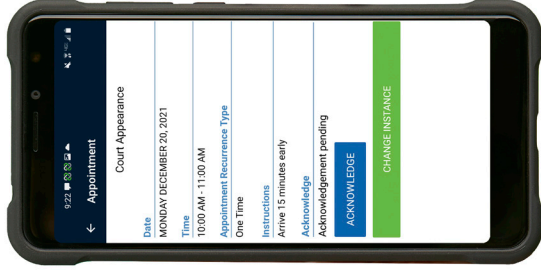 9:22
Appointment
Court Appearance
Date
MONDAY DECEMBER 20, 2021
Time
10:00 AM - 11:00 AM
Appointment Recurrence Type
One Time
Instructions
Arrive 15 minutes early
Acknowledge
Acknowledgement pending
ACKNOWLEDGE
CHANGE INSTANCE